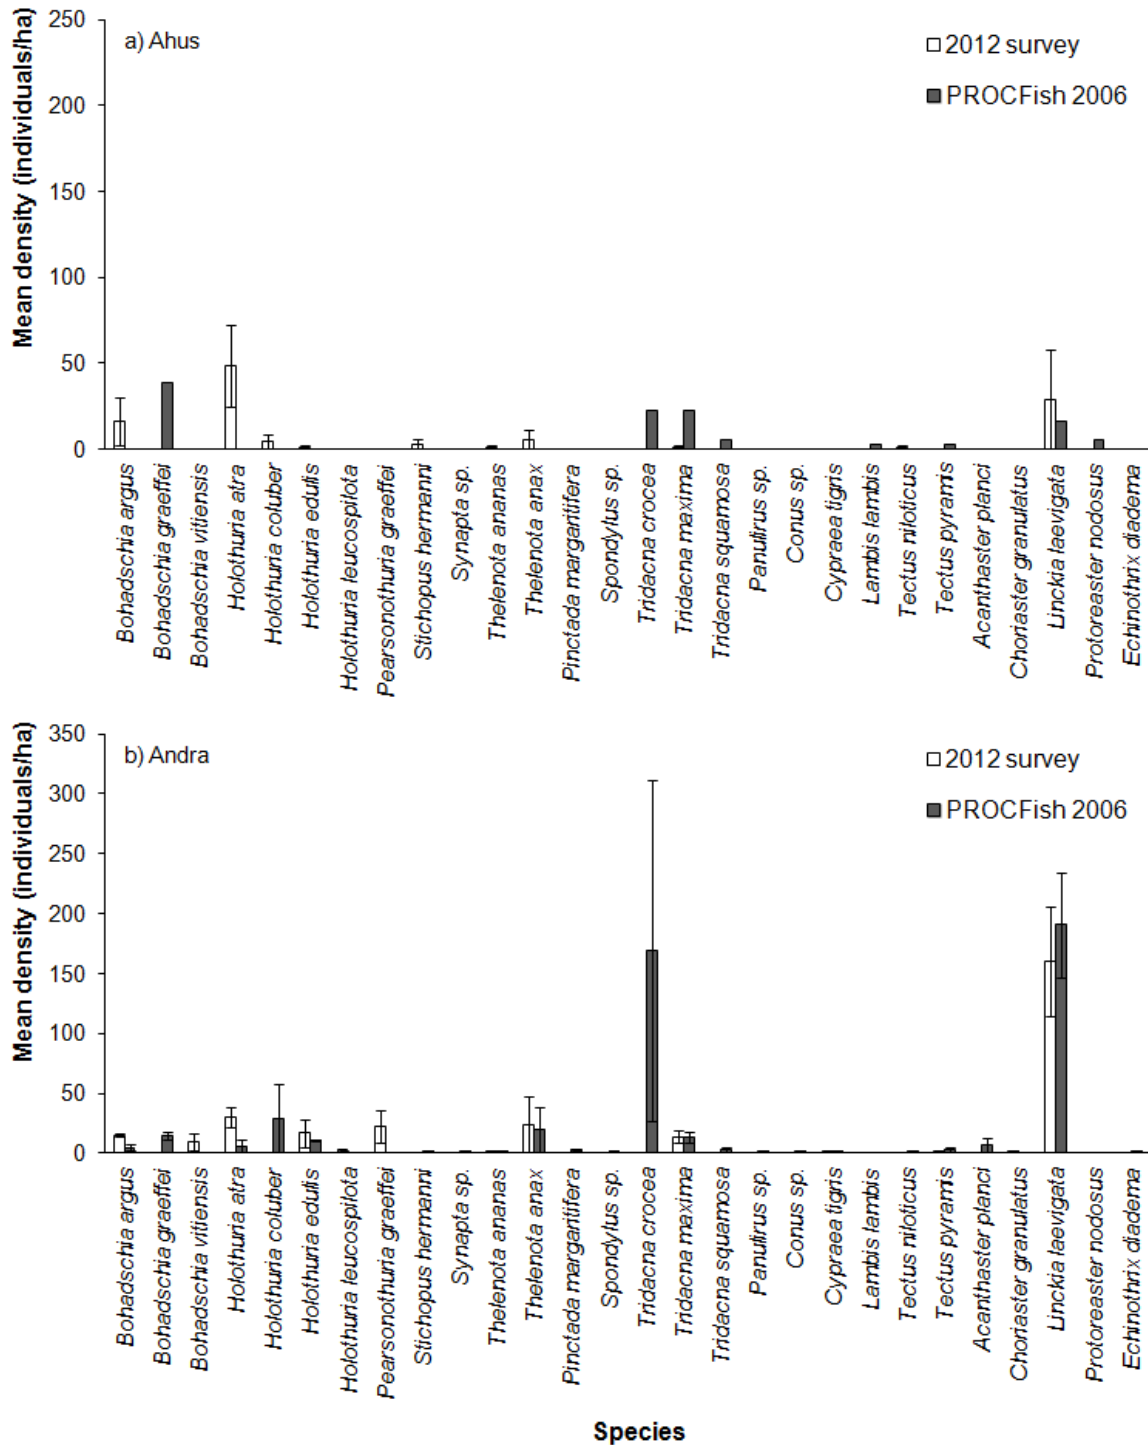 a) Ahus
2012 survey
PROCFish 2006
Mean density (individuals/ha)
250
200
150
100
50
0
Bohadschia argus
Bohadschia graeffei
Bohadschia vitiensis
Holothuria atra
Holothuria coluber
Holothuria edulis
Holothuria leucospilota
Pearsonothuria graeffei
Stichopus hermanni
Synapta sp.
Thelenota ananas
Thelenota anax
Pinctada margaritifera
Spondylus sp.
Tridacna crocea
Tridacna maxima
Tridacna squamosa
Panulirus sp.
Conus sp.
Cypraea tigris
Lambis lambis
Tectus niloticus
Tectus pyramis
Acanthaster planci
Choriaster granulatus
Linckia laevigata
Protoreaster nodosus
Echinothrix diadema
b) Andra
2012 survey
PROCFish 2006
Mean density (individuals/ha)
350
300
250
200
150
100
50
0
Bohadschia argus
Bohadschia graeffei
Bohadschia vitiensis
Holothuria atra
Holothuria coluber
Holothuria edulis
Holothuria leucospilota
Pearsonothuria graeffei
Stichopus hermanni
Synapta sp.
Thelenota ananas
Thelenota anax
Pinctada margaritifera
Spondylus sp.
Tridacna crocea
Tridacna maxima
Tridacna squamosa
Panulirus sp.
Conus sp.
Cypraea tigris
Lambis lambis
Tectus niloticus
Tectus pyramis
Acanthaster planci
Choriaster granulatus
Linckia laevigata
Protoreaster nodosus
Echinothrix diadema
Species